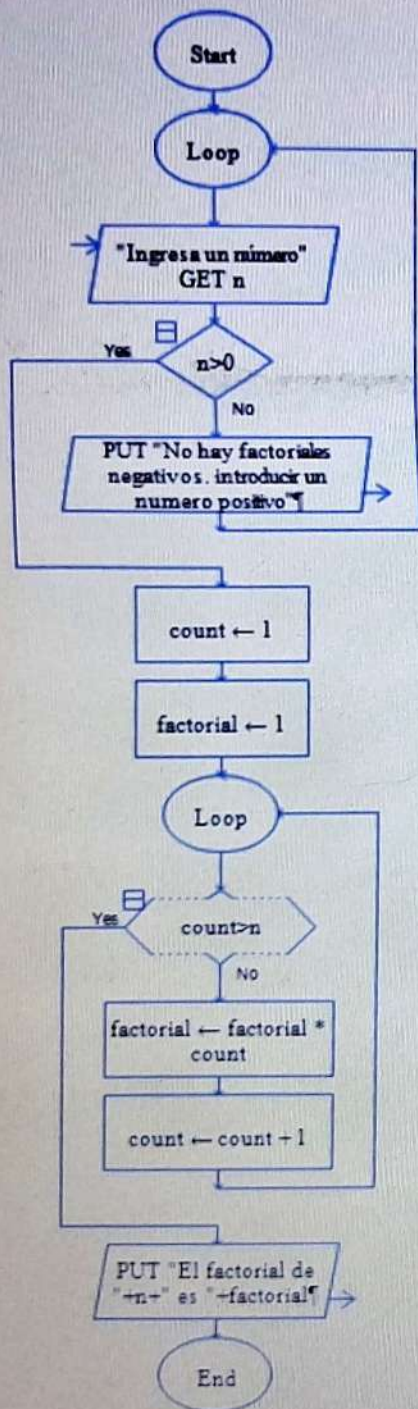 Start
Loop
"Ingresa un número"
GET n
n>0
Yes
No
PUT "No hay factoriales
negativos. introducir un
numero positivo"¶
count ← 1
factorial ← 1
Loop
count>n
Yes
No
factorial ← factorial *
count
count ← count + 1
PUT "El factorial de
"+n+" es "+factorial¶
End